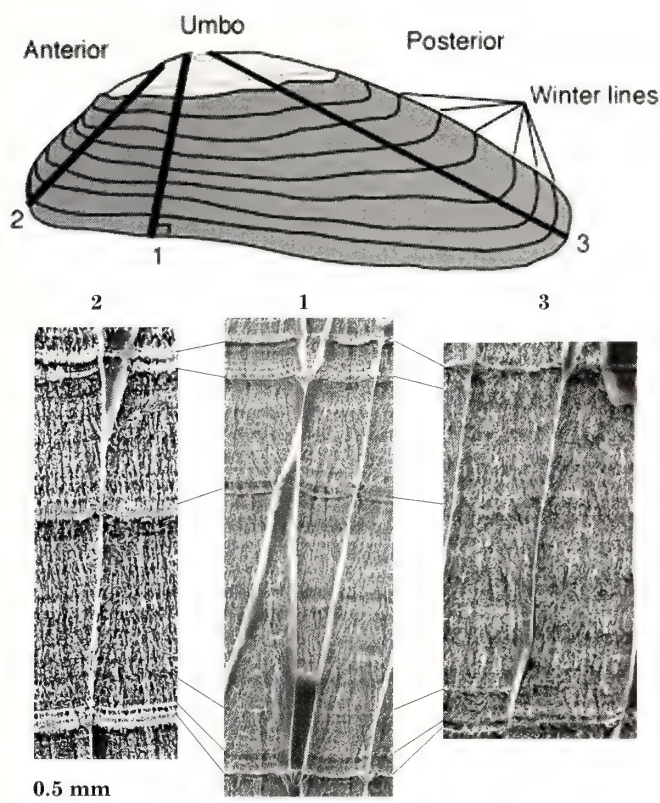 Umbo
Anterior
Posterior
Winter lines
2
1
3
2 1 3
0.5 mm